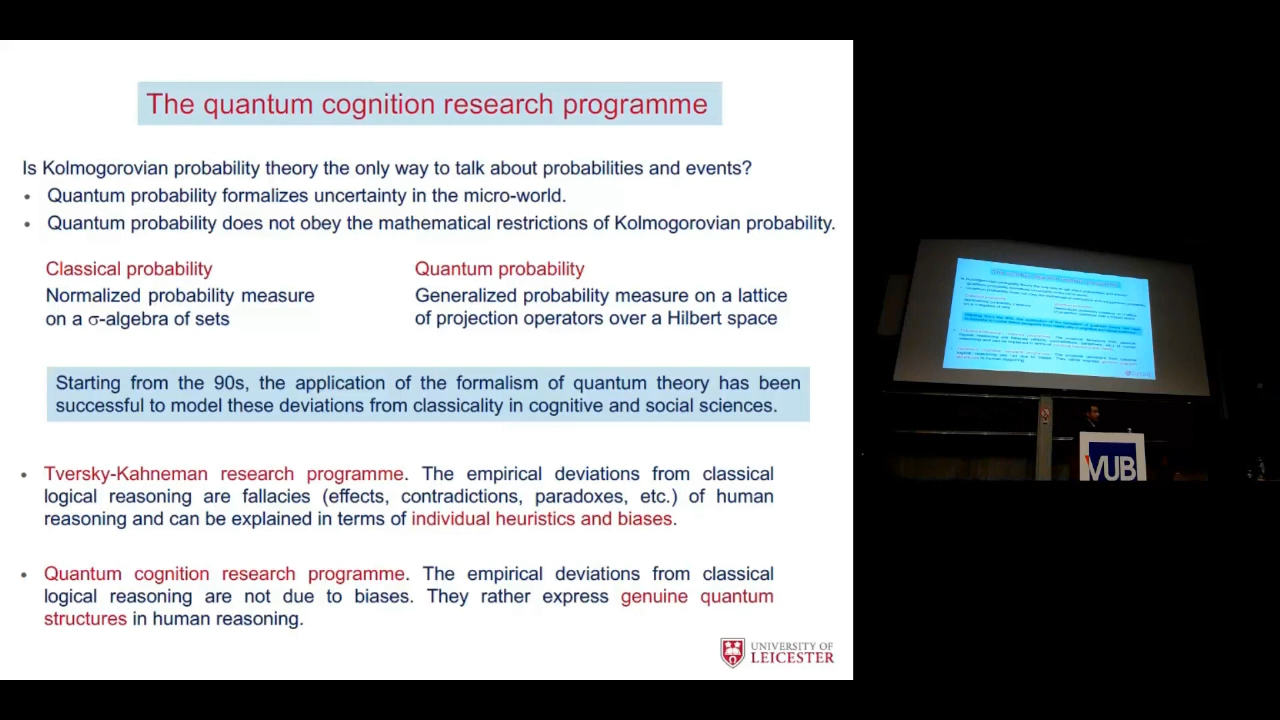 The quantum cognition research programme
Is Kolmogorovian probability theory the only way to talk about probabilities and events?
• Quantum probability formalizes uncertainty in the micro-world.
• Quantum probability does not obey the mathematical restrictions of Kolmogorovian probability.
Classical probability
Normalized probability measure
on a σ-algebra of sets
Quantum probability
Generalized probability measure on a lattice
of projection operators over a Hilbert space
Starting from the 90s, the application of the formalism of quantum theory has been
successful to model these deviations from classicality in cognitive and social sciences.
• Tversky-Kahneman research programme. The empirical deviations from classical
logical reasoning are fallacies (effects, contradictions, paradoxes, etc.) of human
reasoning and can be explained in terms of individual heuristics and biases.
• Quantum cognition research programme. The empirical deviations from classical
logical reasoning are not due to biases. They rather express genuine quantum
structures in human reasoning.
UNIVERSITY OF
LEICESTER
VUB